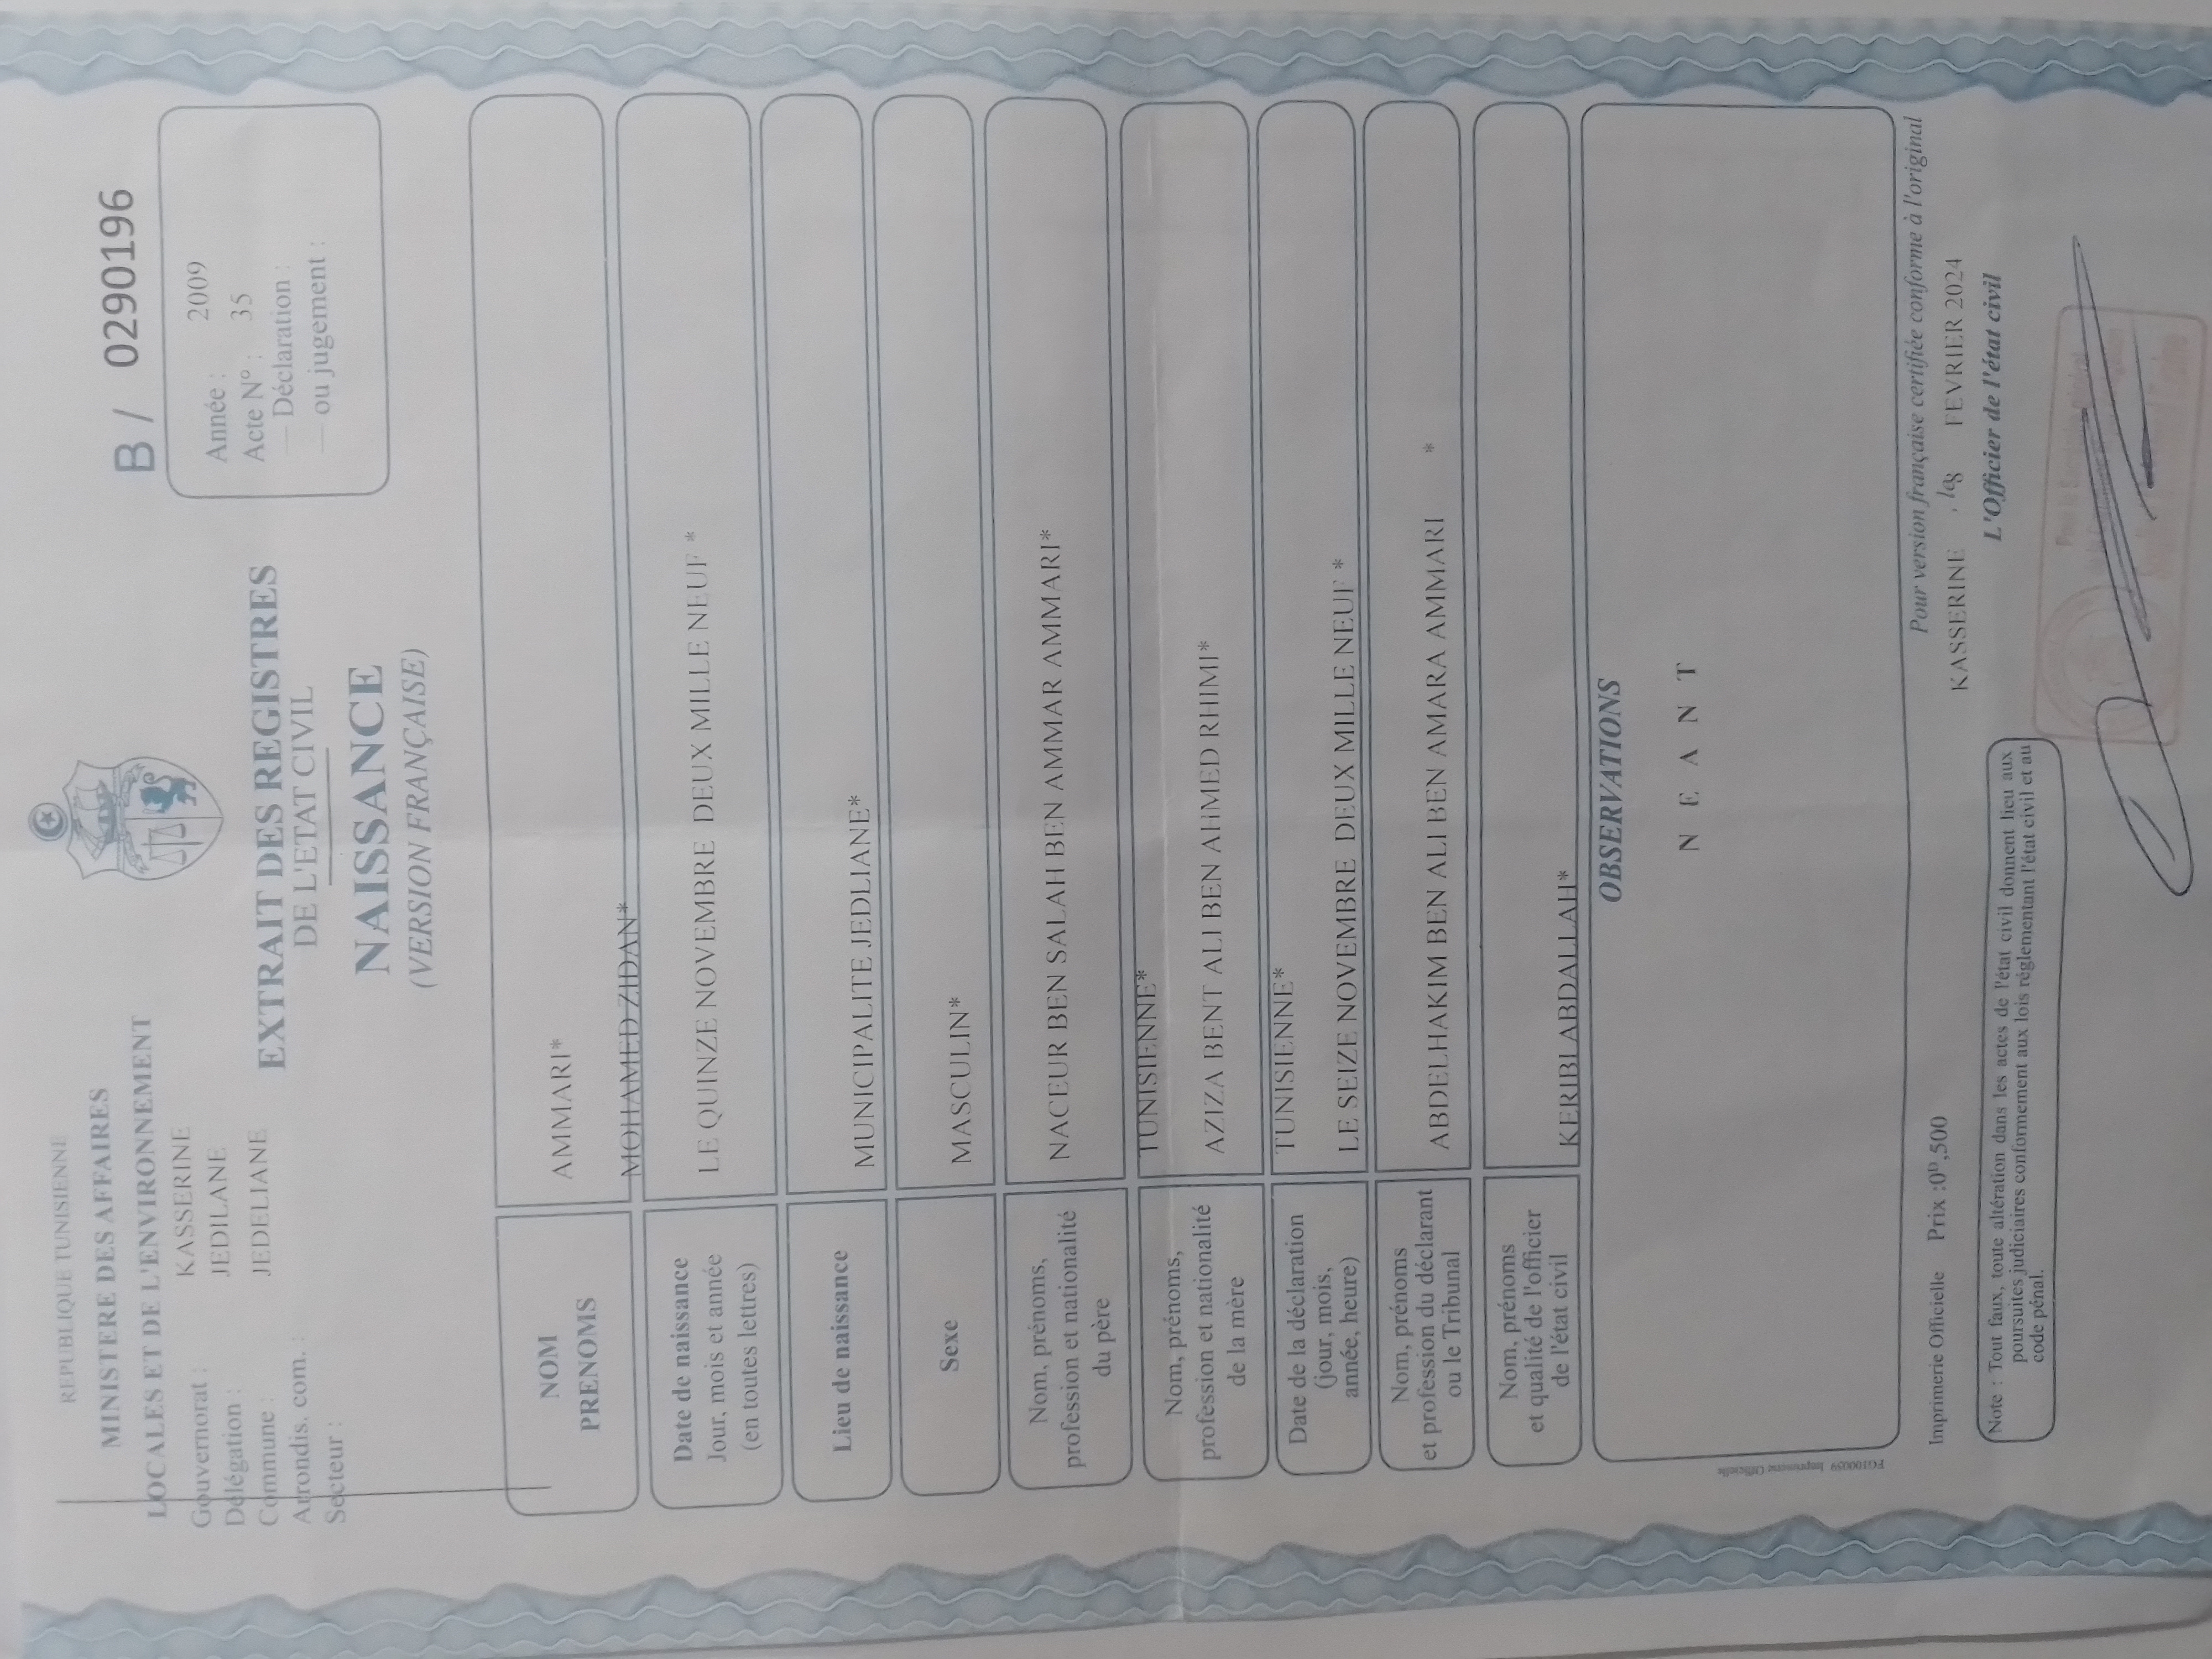 REPUBLIQUE TUNISIENNE
MINISTERE DES AFFAIRES
LOCALES ET DE L'ENVIRONNEMENT
Gouvernorat : KASSERINE
Délégation : JEDILANE
Commune : JEDELIANE
Arrondis. com. :
Secteur :
B / 0290196
Année : 2009
Acte N° : 35
— Déclaration :
— ou jugement :
EXTRAIT DES REGISTRES
DE L'ETAT CIVIL
NAISSANCE
(VERSION FRANÇAISE)
NOM
PRENOMS
AMMARI*
MOHAMED ZIDAN*
Date de naissance
Jour, mois et année
(en toutes lettres)
LE QUINZE NOVEMBRE DEUX MILLE NEUF *
Lieu de naissance
MUNICIPALITE JEDLIANE*
Sexe
MASCULIN*
Nom, prénoms,
profession et nationalité
du père
NACEUR BEN SALAH BEN AMMAR AMMARI*
TUNISIENNE*
Nom, prénoms,
profession et nationalité
de la mère
AZIZA BENT ALI BEN AHMED RHIMI*
TUNISIENNE*
Date de la déclaration
(jour, mois,
année, heure)
LE SEIZE NOVEMBRE DEUX MILLE NEUF *
Nom, prénoms
et profession du déclarant
ou le Tribunal
ABDELHAKIM BEN ALI BEN AMARA AMMARI *
Nom, prénoms
et qualité de l'officier
de l'état civil
KERIBI ABDALLAH*
OBSERVATIONS
N E A N T
FG100059 Imprimerie Officielle
Pour version française certifiée conforme à l'original
Imprimerie Officielle Prix :0ᴰ,500
KASSERINE , FEVRIER 2024
L'Officier de l'état civil
Note : Tout faux, toute altération dans les actes de l'état civil donnent lieu aux
poursuites judiciaires conformement aux lois réglementant l'état civil et au
code pénal.